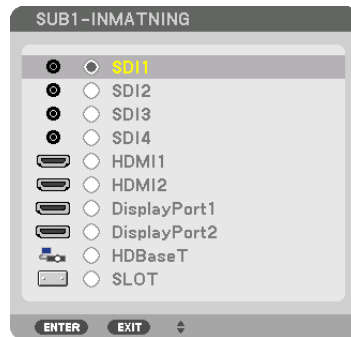 SUB1-INMATNING
SDI1
SDI2
SDI3
SDI4
HDMI1
HDMI2
DisplayPort1
DisplayPort2
HDBaseT
SLOT
ENTER EXIT